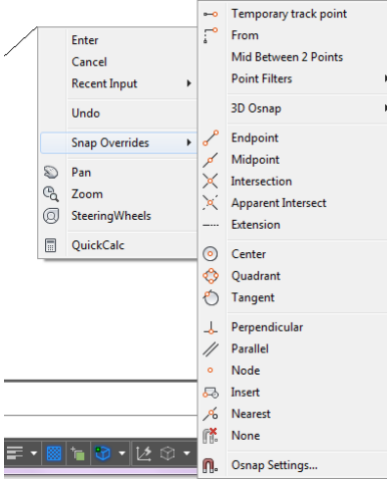 Enter
Cancel
Recent Input
Undo
Snap Overrides
Pan
Zoom
SteeringWheels
QuickCalc
Temporary track point
From
Mid Between 2 Points
Point Filters
3D Osnap
Endpoint
Midpoint
Intersection
Apparent Intersect
Extension
Center
Quadrant
Tangent
Perpendicular
Parallel
Node
Insert
Nearest
None
Osnap Settings...